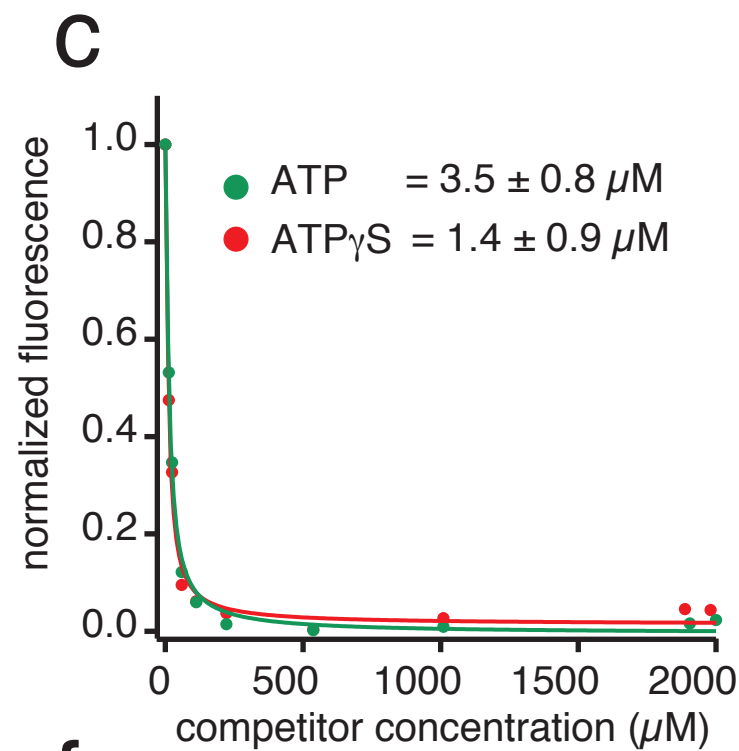 C
normalized fluorescence
1.0
0.8
0.6
0.4
0.2
0.0
ATP = 3.5 ± 0.8 µM
ATPγS = 1.4 ± 0.9 µM
0 500 1000 1500 2000
competitor concentration (µM)